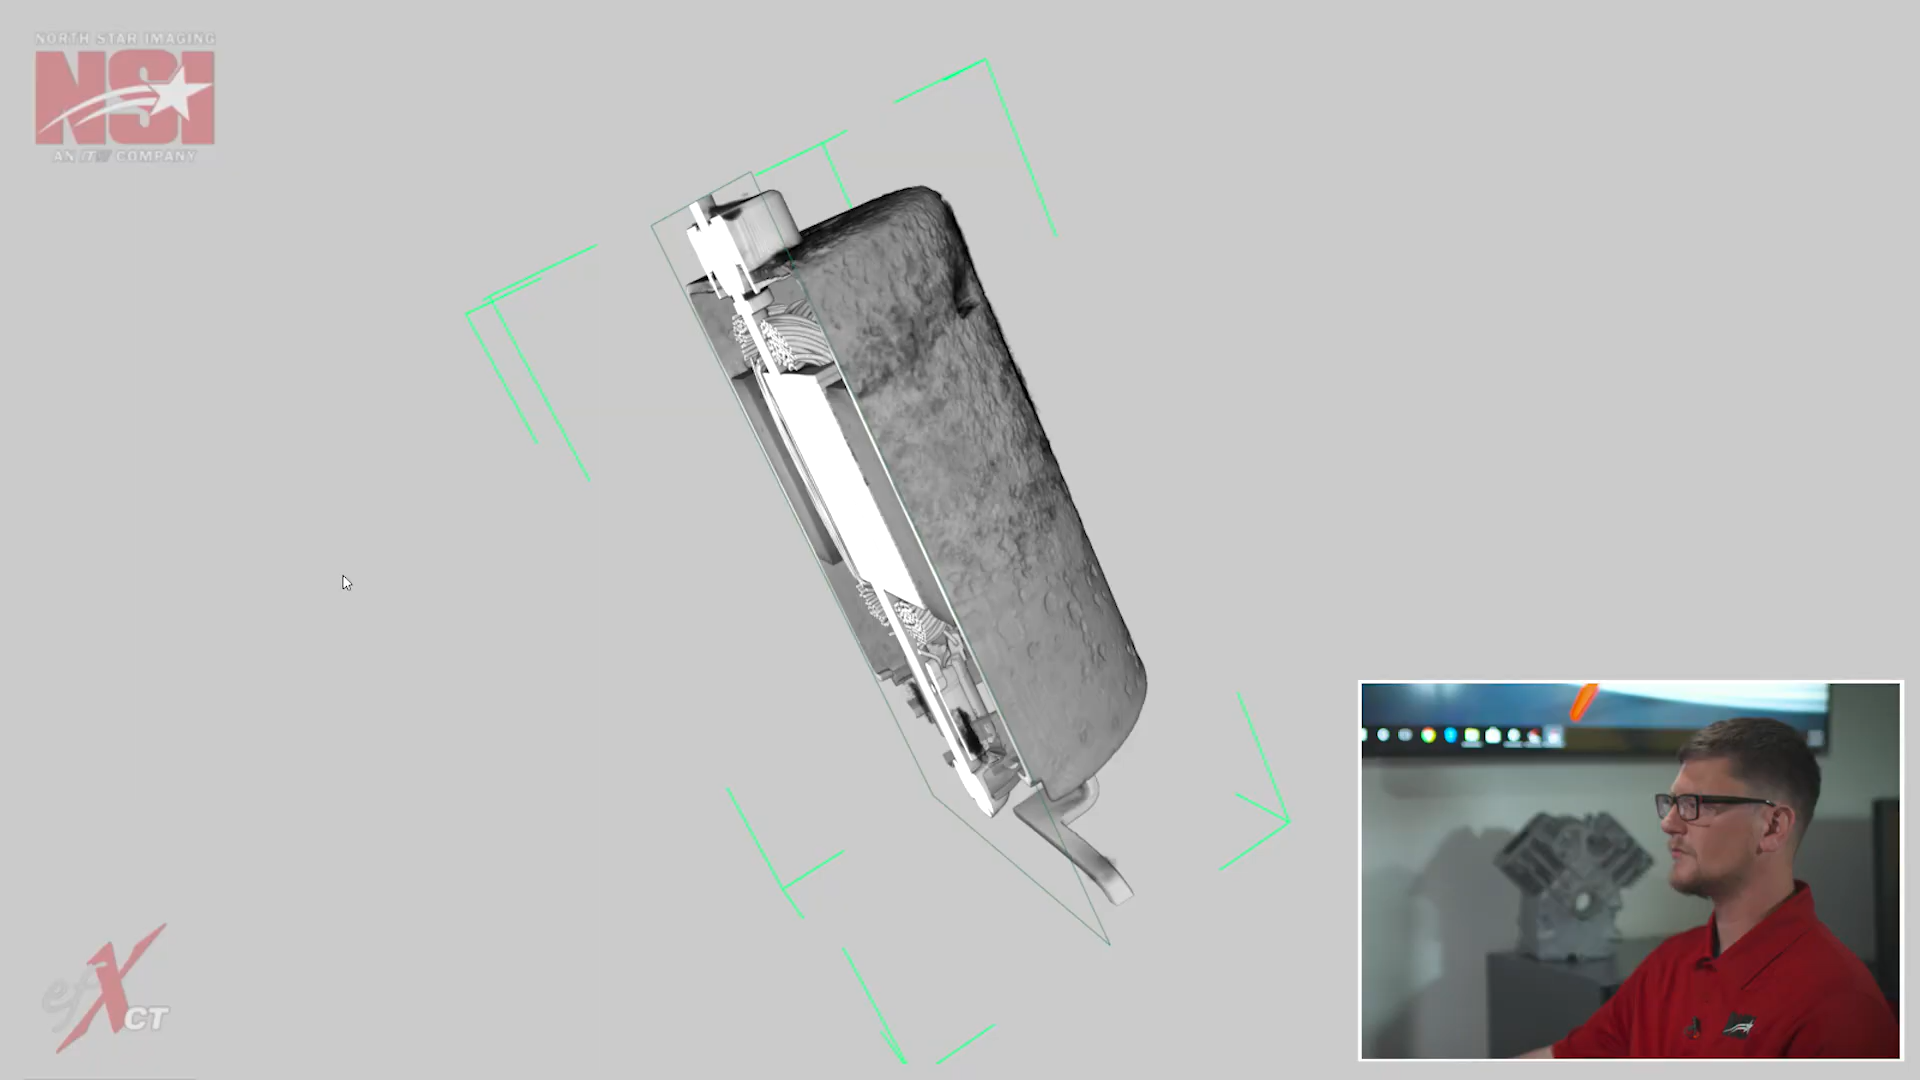 NORTH STAR IMAGING
NSI
AN ITW COMPANY
efX
CT